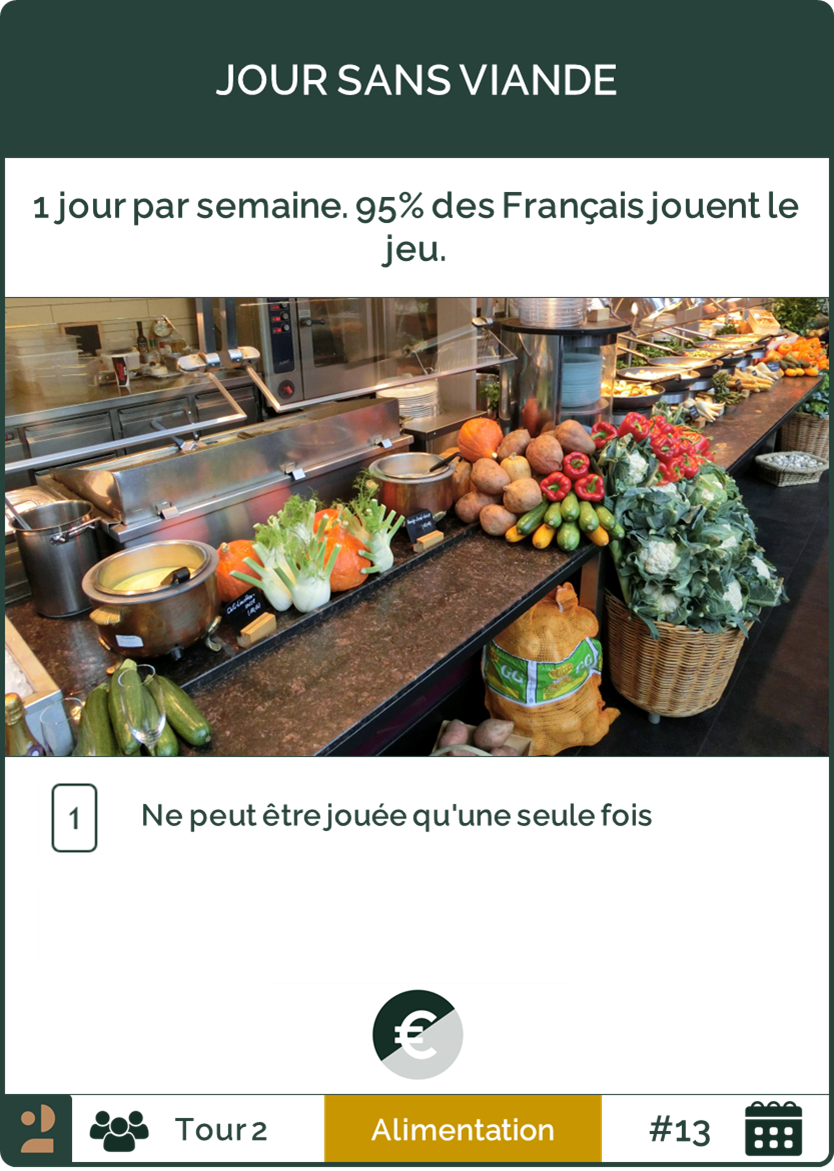 JOUR SANS VIANDE
1 jour par semaine. 95% des Français jouent le
jeu.
1
Ne peut être jouée qu'une seule fois
€
Tour 2
Alimentation
#13